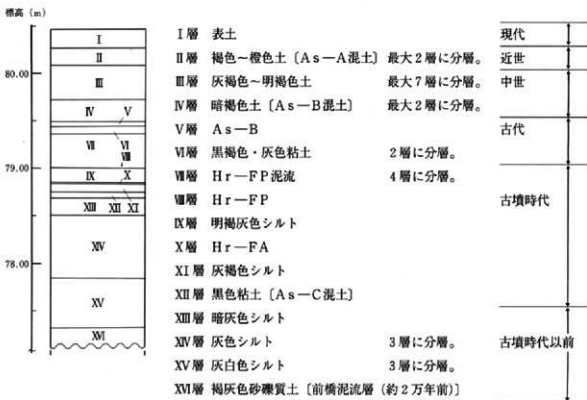 標高(m)
80.00
79.00
78.00
I
II
III
IV V
VII VI
VIII
IX X
XIII XII XI
XIV
XV
XVI
I層 表土
II層 褐色~橙色土〔As―A混土〕 最大2層に分層。
III層 灰褐色~明褐色土 最大7層に分層。
IV層 暗褐色土〔As―B混土〕 最大2層に分層。
V層 As―B
VI層 黒褐色・灰色粘土 2層に分層。
VII層 Hr―FP泥流 4層に分層。
VIII層 Hr―FP
IX層 明褐灰色シルト
X層 Hr―FA
XI層 灰褐色シルト
XII層 黒色粘土〔As―C混土〕
XIII層 暗灰色シルト
XIV層 灰色シルト 3層に分層。
XV層 灰白色シルト 3層に分層。
XVI層 褐灰色砂礫質土〔前橋泥流層(約2万年前)〕
現代
近世
中世
古代
古墳時代
古墳時代以前